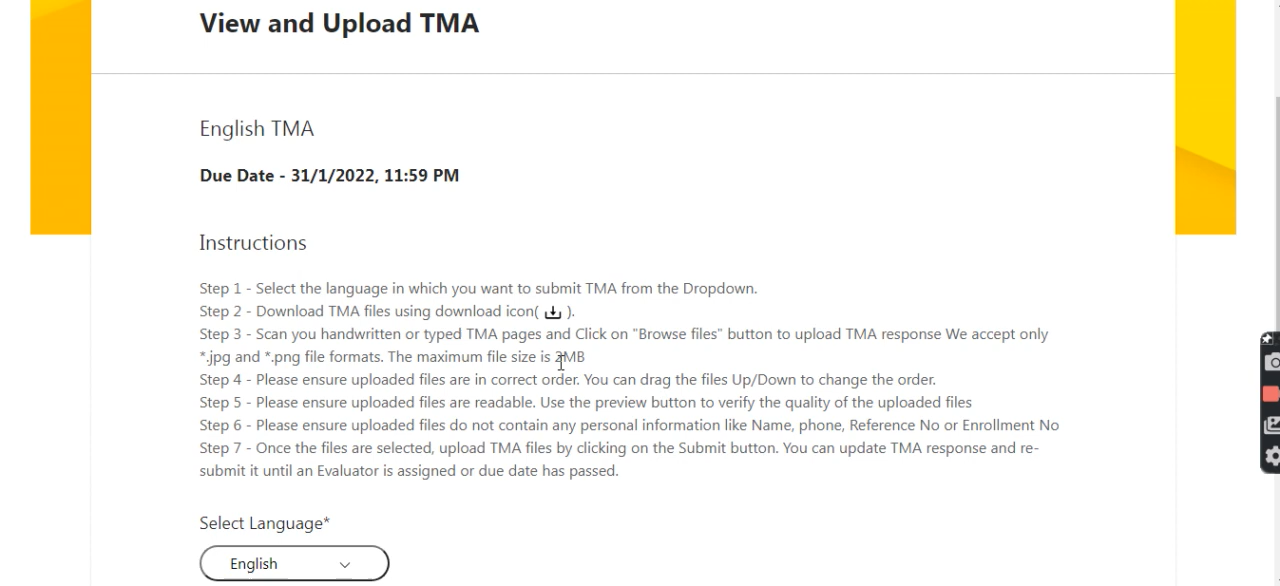 View and Upload TMA
English TMA
Due Date - 31/1/2022, 11:59 PM
Instructions
Step 1 - Select the language in which you want to submit TMA from the Dropdown.
Step 2 - Download TMA files using download icon( ).
Step 3 - Scan you handwritten or typed TMA pages and Click on "Browse files" button to upload TMA response We accept only
*.jpg and *.png file formats. The maximum file size is 2MB
Step 4 - Please ensure uploaded files are in correct order. You can drag the files Up/Down to change the order.
Step 5 - Please ensure uploaded files are readable. Use the preview button to verify the quality of the uploaded files
Step 6 - Please ensure uploaded files do not contain any personal information like Name, phone, Reference No or Enrollment No
Step 7 - Once the files are selected, upload TMA files by clicking on the Submit button. You can update TMA response and re-
submit it until an Evaluator is assigned or due date has passed.
Select Language*
English